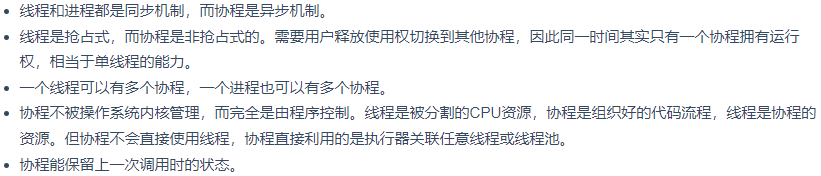 线程和进程都是同步机制，而协程是异步机制。
线程是抢占式，而协程是非抢占式的。需要用户释放使用权切换到其他协程，因此同一时间其实只有一个协程拥有运行
权，相当于单线程的能力。
一个线程可以有多个协程，一个进程也可以有多个协程。
协程不被操作系统内核管理，而完全是由程序控制。线程是被分割的CPU资源，协程是组织好的代码流程，线程是协程的
资源。但协程不会直接使用线程，协程直接利用的是执行器关联任意线程或线程池。
协程能保留上一次调用时的状态。